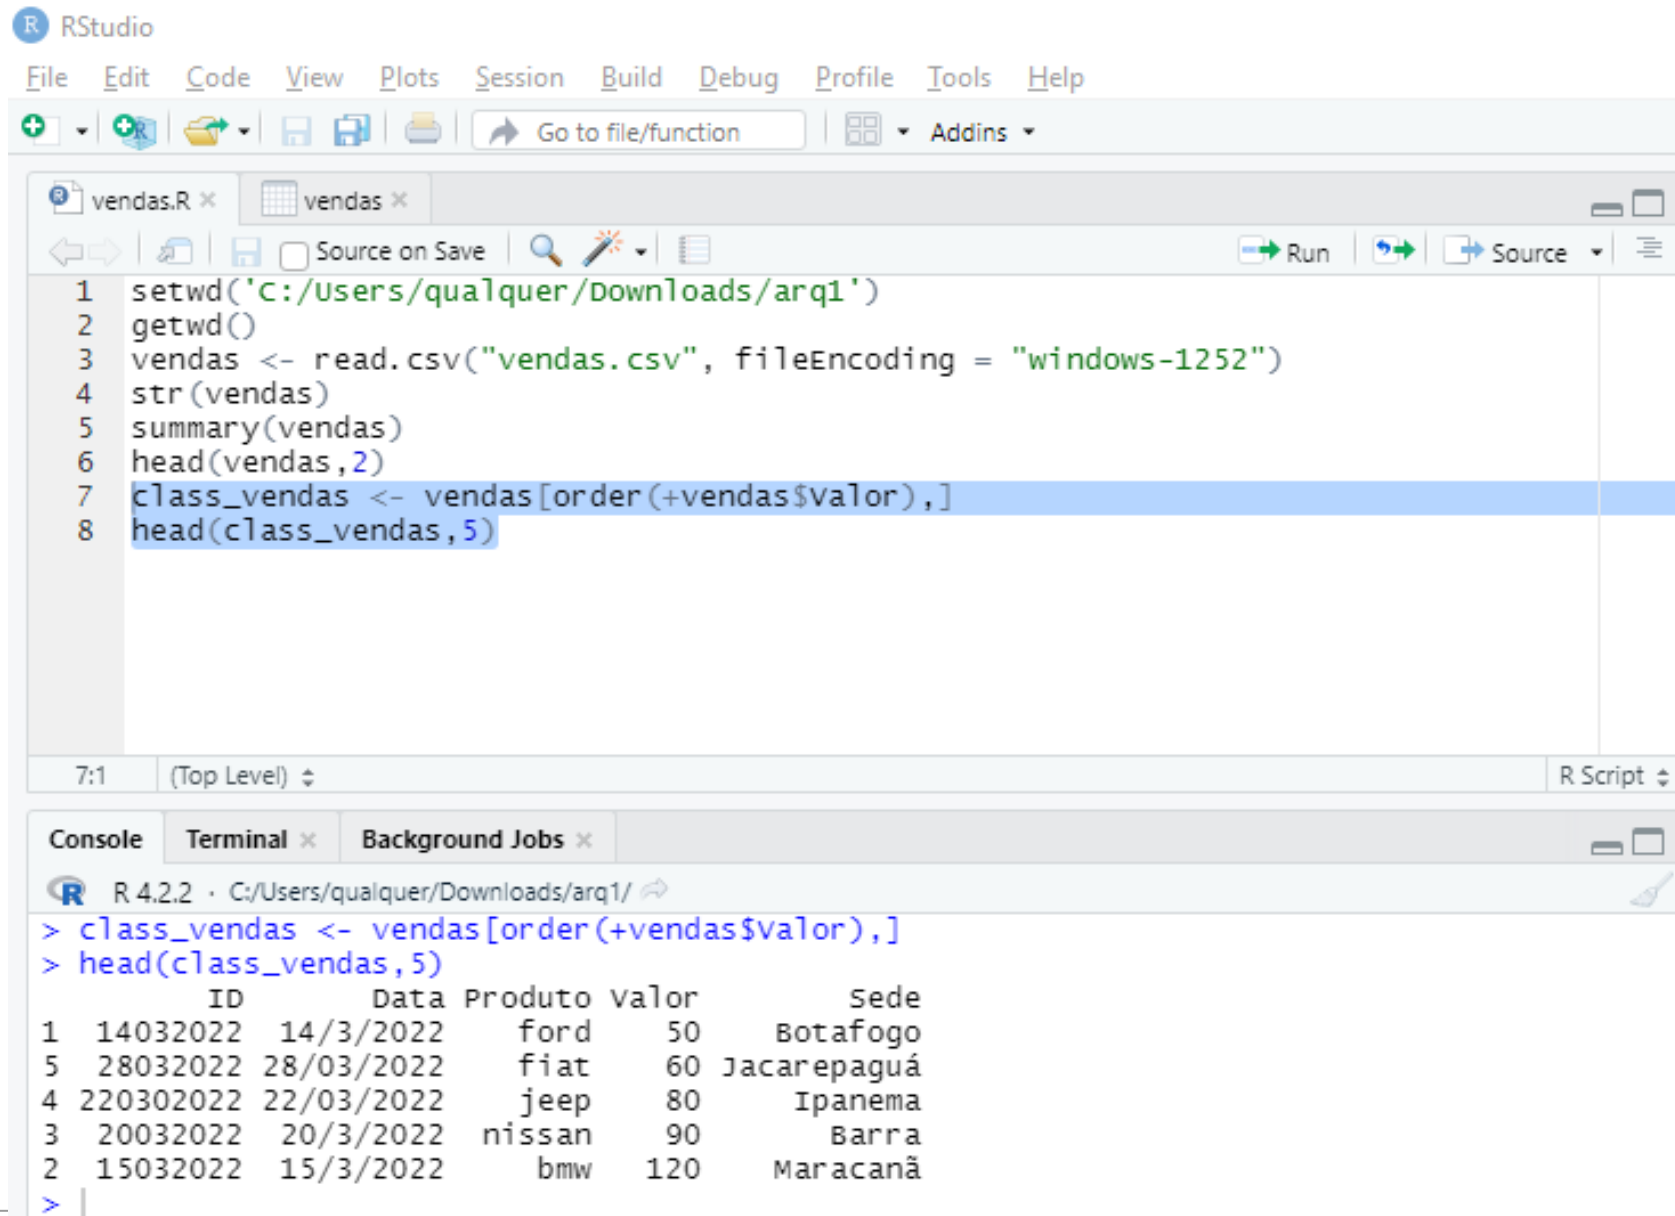 RStudio
File Edit Code View Plots Session Build Debug Profile Tools Help
Go to file/function Addins
vendas.R vendas
Source on Save Run Source
1 setwd('C:/Users/qualquer/Downloads/arq1')
2 getwd()
3 vendas <- read.csv("vendas.csv", fileEncoding = "windows-1252")
4 str(vendas)
5 summary(vendas)
6 head(vendas,2)
7 class_vendas <- vendas[order(+vendas$Valor),]
8 head(class_vendas,5)
7:1 (Top Level) R Script
Console Terminal Background Jobs
R 4.2.2 · C:/Users/qualquer/Downloads/arq1/
> class_vendas <- vendas[order(+vendas$Valor),]
> head(class_vendas,5)
ID Data Produto Valor Sede
1 14032022 14/3/2022 ford 50 Botafogo
5 28032022 28/03/2022 fiat 60 Jacarepaguá
4 220302022 22/03/2022 jeep 80 Ipanema
3 20032022 20/3/2022 nissan 90 Barra
2 15032022 15/3/2022 bmw 120 Maracanã
>